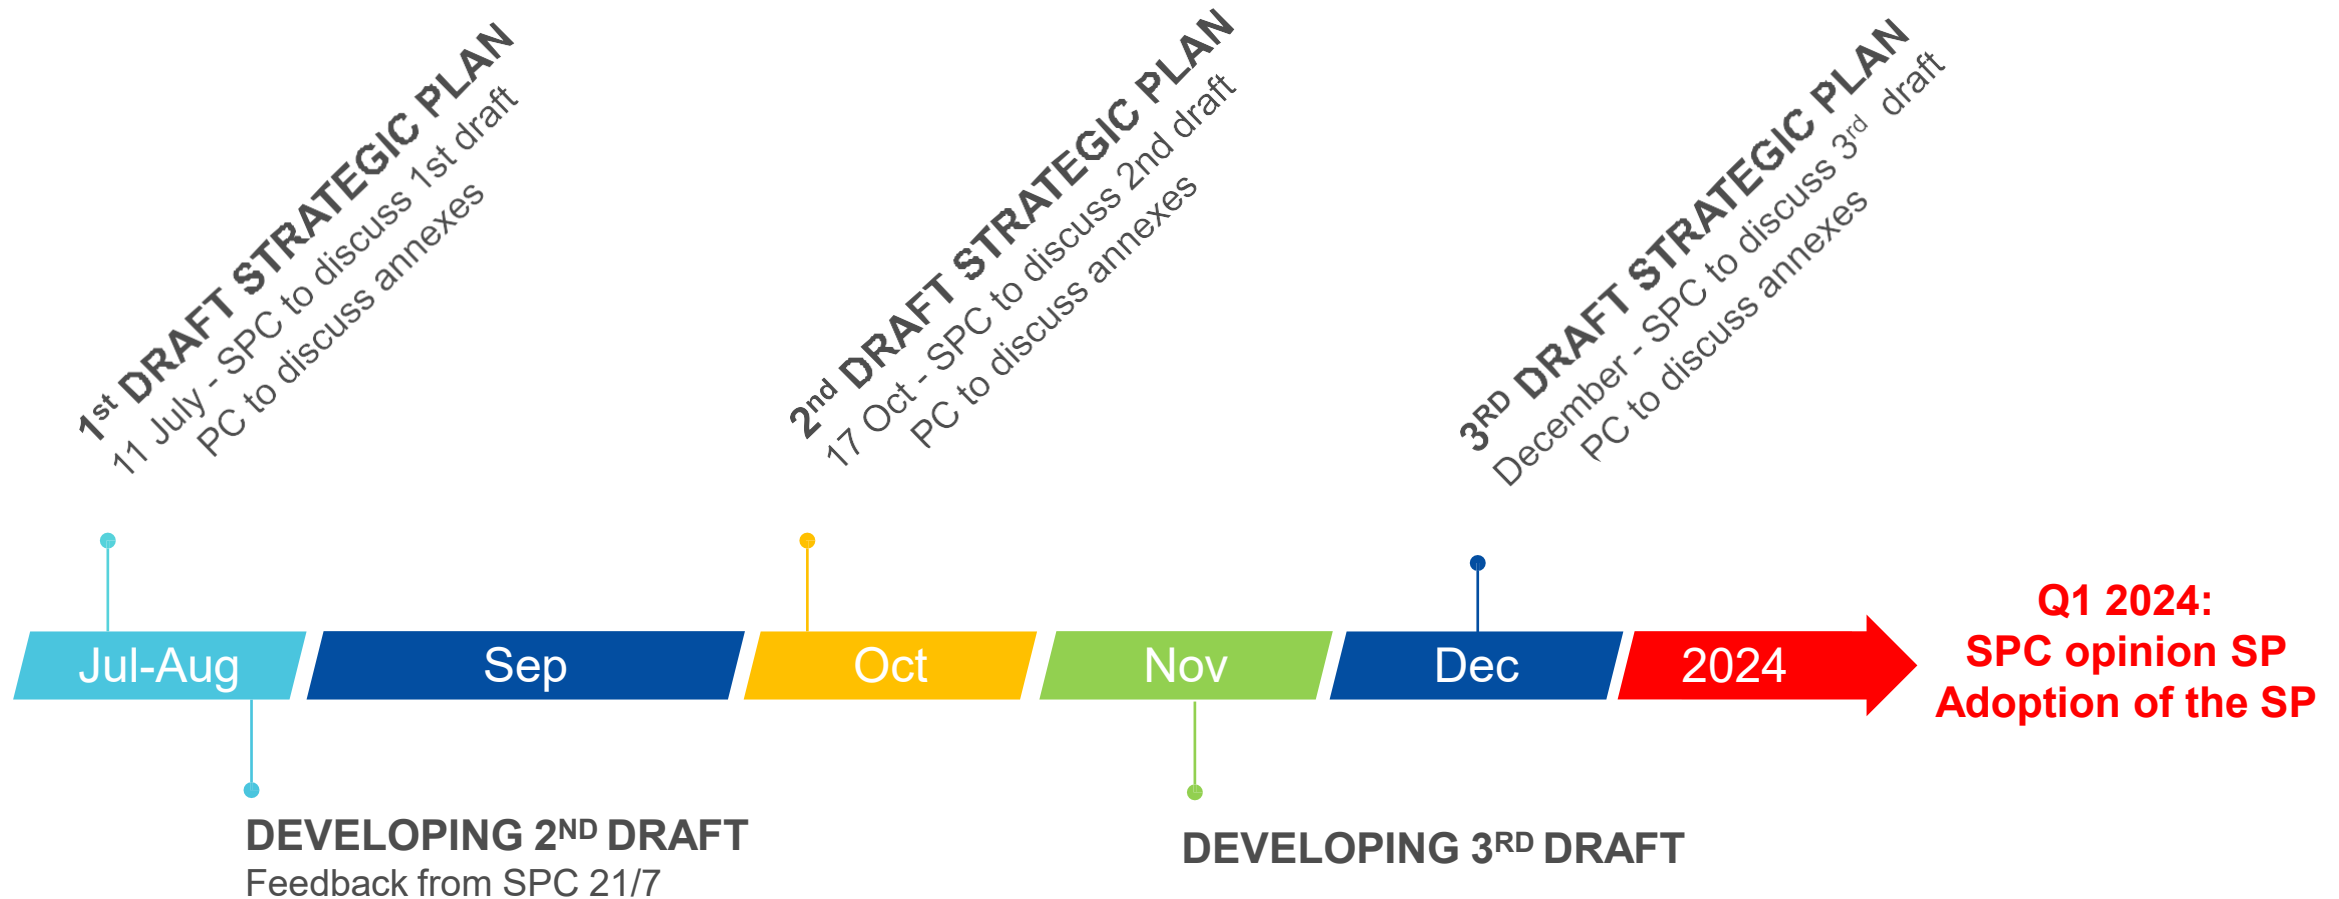 1st DRAFT STRATEGIC PLAN
11 July - SPC to discuss 1st draft
PC to discuss annexes
2nd DRAFT STRATEGIC PLAN
17 Oct - SPC to discuss 2nd draft
PC to discuss annexes
3RD DRAFT STRATEGIC PLAN
December - SPC to discuss 3rd draft
PC to discuss annexes
Jul-Aug
Sep
Oct
Nov
Dec
2024
Q1 2024:
SPC opinion SP
Adoption of the SP
DEVELOPING 2ND DRAFT
Feedback from SPC 21/7
DEVELOPING 3RD DRAFT